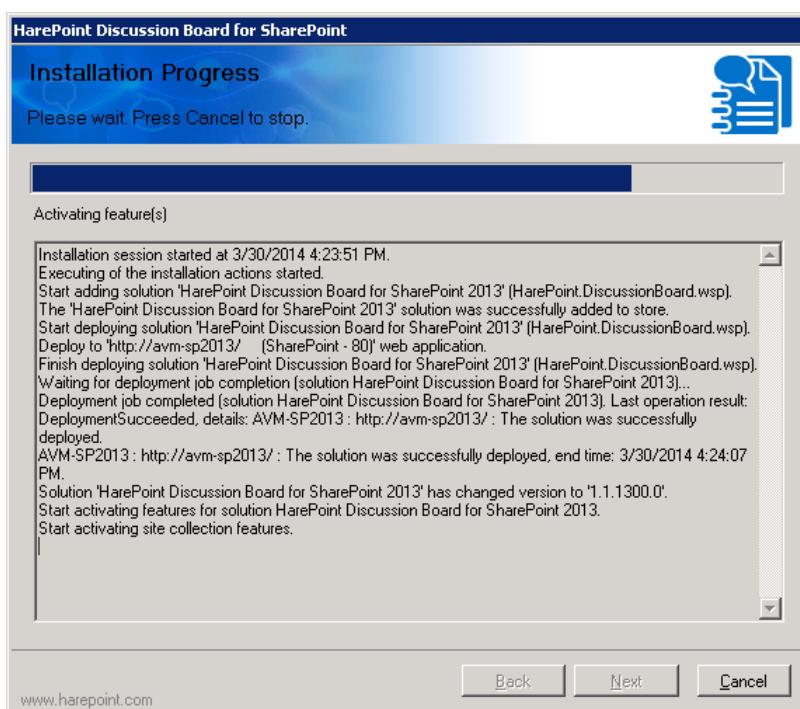 HarePoint Discussion Board for SharePoint
Installation Progress
Please wait. Press Cancel to stop.
Activating feature(s)
Installation session started at 3/30/2014 4:23:51 PM.
Executing of the installation actions started.
Start adding solution 'HarePoint Discussion Board for SharePoint 2013' (HarePoint.DiscussionBoard.wsp).
The 'HarePoint Discussion Board for SharePoint 2013' solution was successfully added to store.
Start deploying solution 'HarePoint Discussion Board for SharePoint 2013' (HarePoint.DiscussionBoard.wsp).
Deploy to 'http://avm-sp2013/    (SharePoint - 80)' web application.
Finish deploying solution 'HarePoint Discussion Board for SharePoint 2013' (HarePoint.DiscussionBoard.wsp).
Waiting for deployment job completion (solution HarePoint Discussion Board for SharePoint 2013)...
Deployment job completed (solution HarePoint Discussion Board for SharePoint 2013). Last operation result:
DeploymentSucceeded, details: AVM-SP2013 : http://avm-sp2013/ : The solution was successfully
deployed.
AVM-SP2013 : http://avm-sp2013/ : The solution was successfully deployed, end time: 3/30/2014 4:24:07
PM.
Solution 'HarePoint Discussion Board for SharePoint 2013' has changed version to '1.1.1300.0'.
Start activating features for solution HarePoint Discussion Board for SharePoint 2013.
Start activating site collection features.
Back Next Cancel
www.harepoint.com